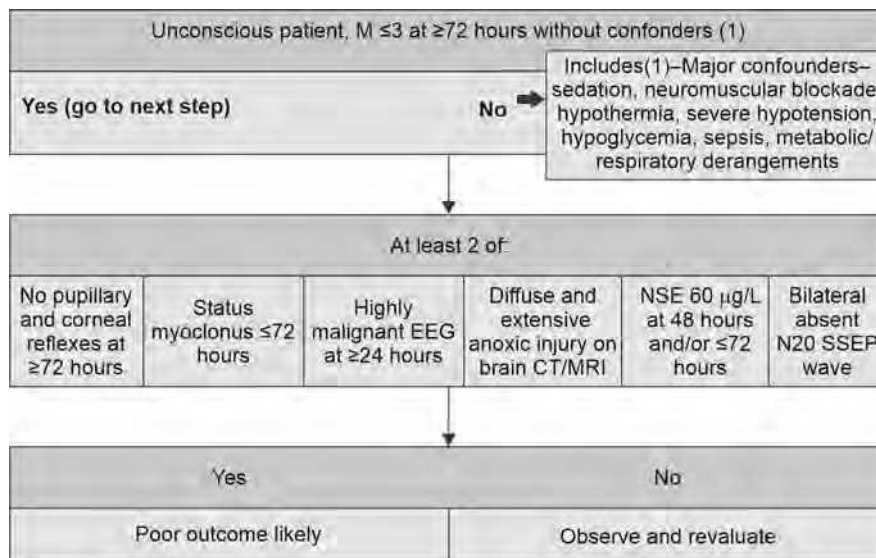 Unconscious patient, M ≤3 at ≥72 hours without confonders (1)
Yes (go to next step)
No
Includes(1)–Major confounders–
sedation, neuromuscular blockade,
hypothermia, severe hypotension,
hypoglycemia, sepsis, metabolic/
respiratory derangements
At least 2 of
No pupillary
and corneal
reflexes at
≥72 hours
Status
myoclonus ≤72
hours
Highly
malignant EEG
at ≥24 hours
Diffuse and
extensive
anoxic injury on
brain CT/MRI
NSE 60 μg/L
at 48 hours
and/or ≤72
hours
Bilateral
absent
N20 SSEP
wave
Yes
No
Poor outcome likely
Observe and revaluate